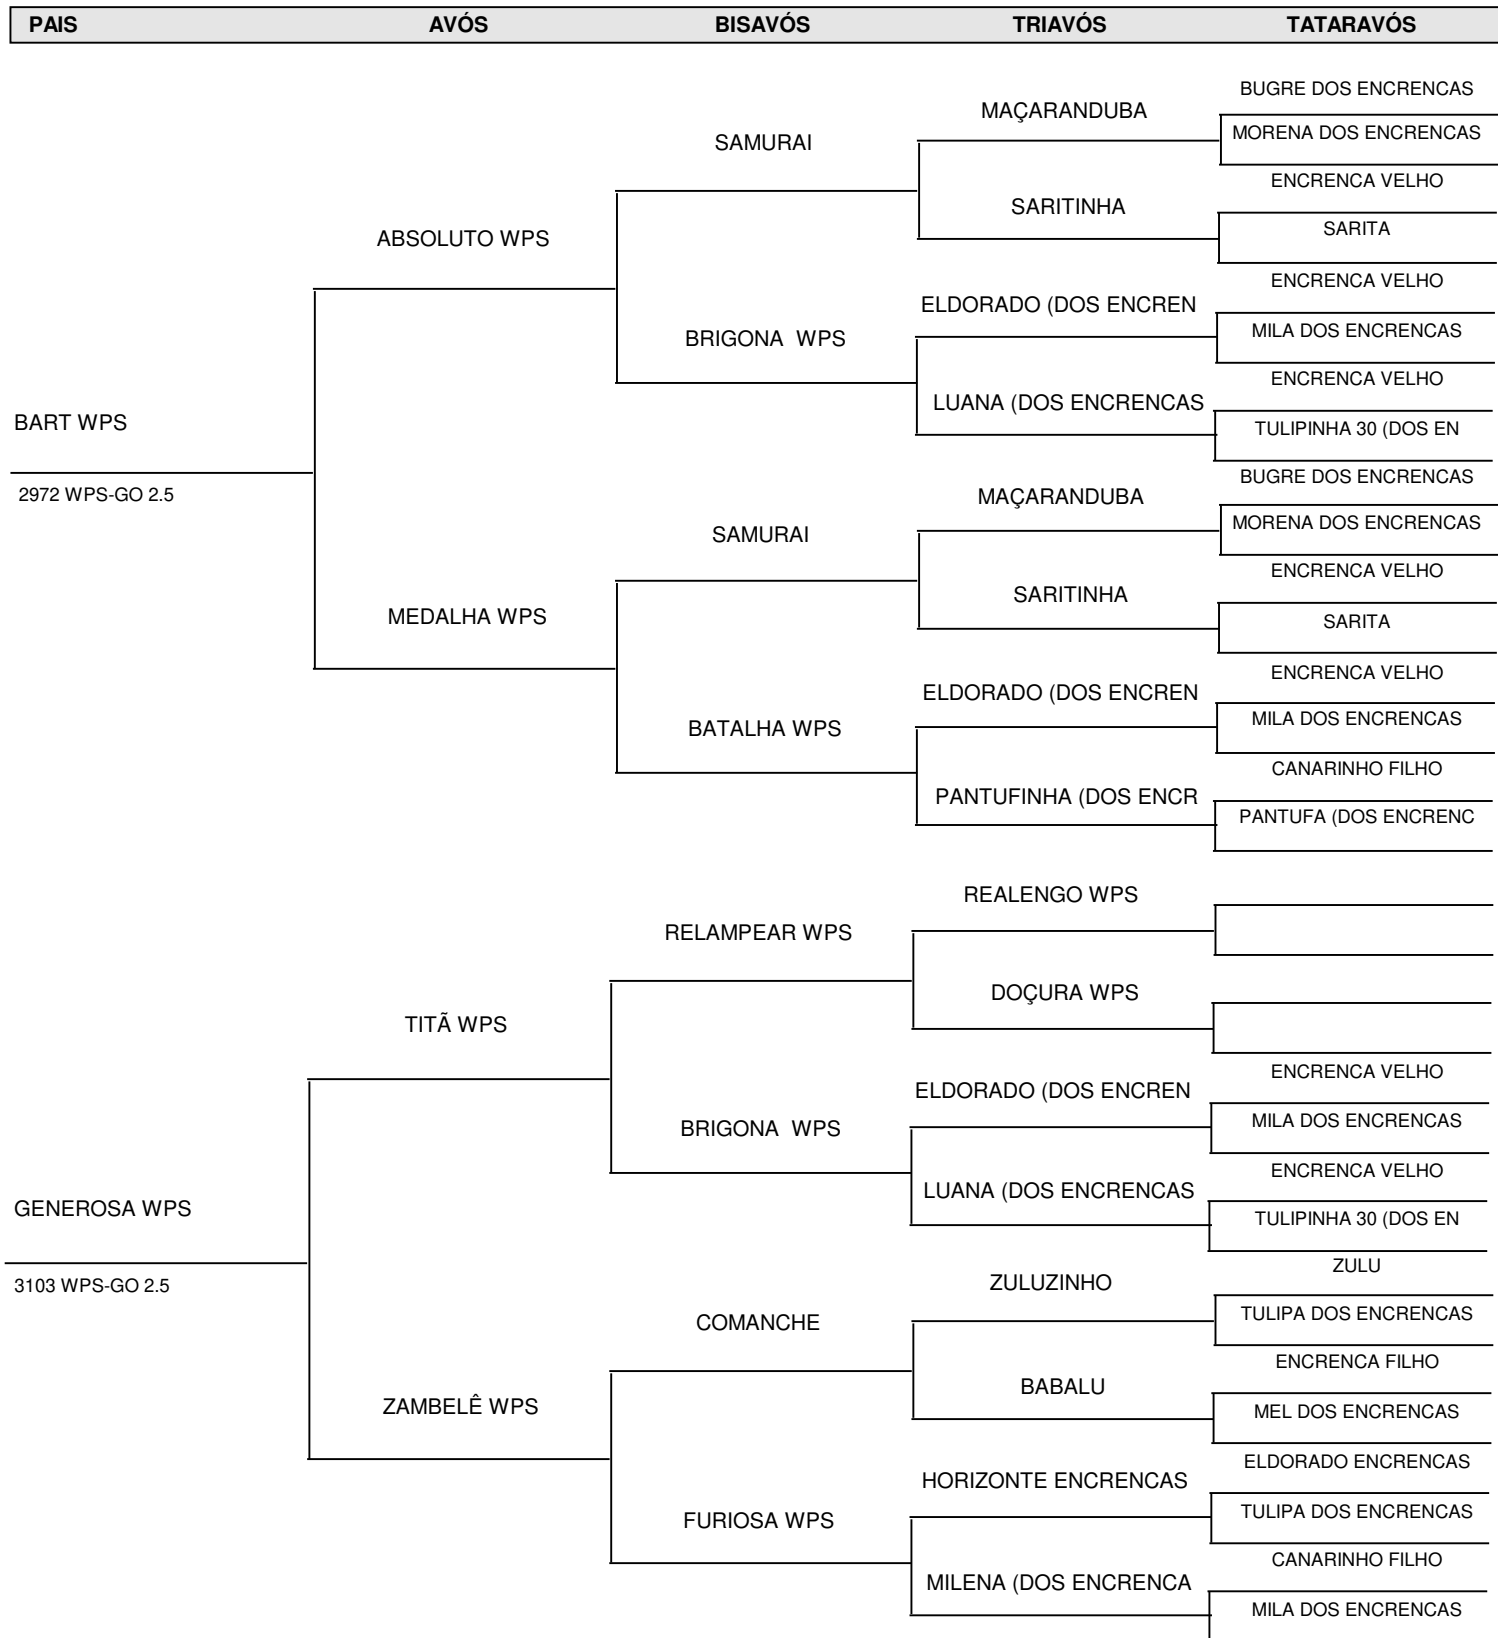 PAIS AVÓS BISAVÓS TRIAVÓS TATARAVÓS
BUGRE DOS ENCRENCAS
MAÇARANDUBA
MORENA DOS ENCRENCAS
SAMURAI
ENCRENCA VELHO
SARITINHA
SARITA
ABSOLUTO WPS
ENCRENCA VELHO
ELDORADO (DOS ENCREN
MILA DOS ENCRENCAS
BRIGONA  WPS
ENCRENCA VELHO
LUANA (DOS ENCRENCAS
TULIPINHA 30 (DOS EN
BART WPS
2972 WPS-GO 2.5
BUGRE DOS ENCRENCAS
MAÇARANDUBA
MORENA DOS ENCRENCAS
SAMURAI
ENCRENCA VELHO
SARITINHA
SARITA
MEDALHA WPS
ENCRENCA VELHO
ELDORADO (DOS ENCREN
MILA DOS ENCRENCAS
BATALHA WPS
CANARINHO FILHO
PANTUFINHA (DOS ENCR
PANTUFA (DOS ENCRENC
REALENGO WPS
RELAMPEAR WPS
DOÇURA WPS
TITÃ WPS
ENCRENCA VELHO
ELDORADO (DOS ENCREN
MILA DOS ENCRENCAS
BRIGONA  WPS
ENCRENCA VELHO
LUANA (DOS ENCRENCAS
TULIPINHA 30 (DOS EN
GENEROSA WPS
3103 WPS-GO 2.5
ZULU
ZULUZINHO
TULIPA DOS ENCRENCAS
COMANCHE
ENCRENCA FILHO
BABALU
MEL DOS ENCRENCAS
ZAMBELÊ WPS
ELDORADO ENCRENCAS
HORIZONTE ENCRENCAS
TULIPA DOS ENCRENCAS
FURIOSA WPS
CANARINHO FILHO
MILENA (DOS ENCRENCA
MILA DOS ENCRENCAS